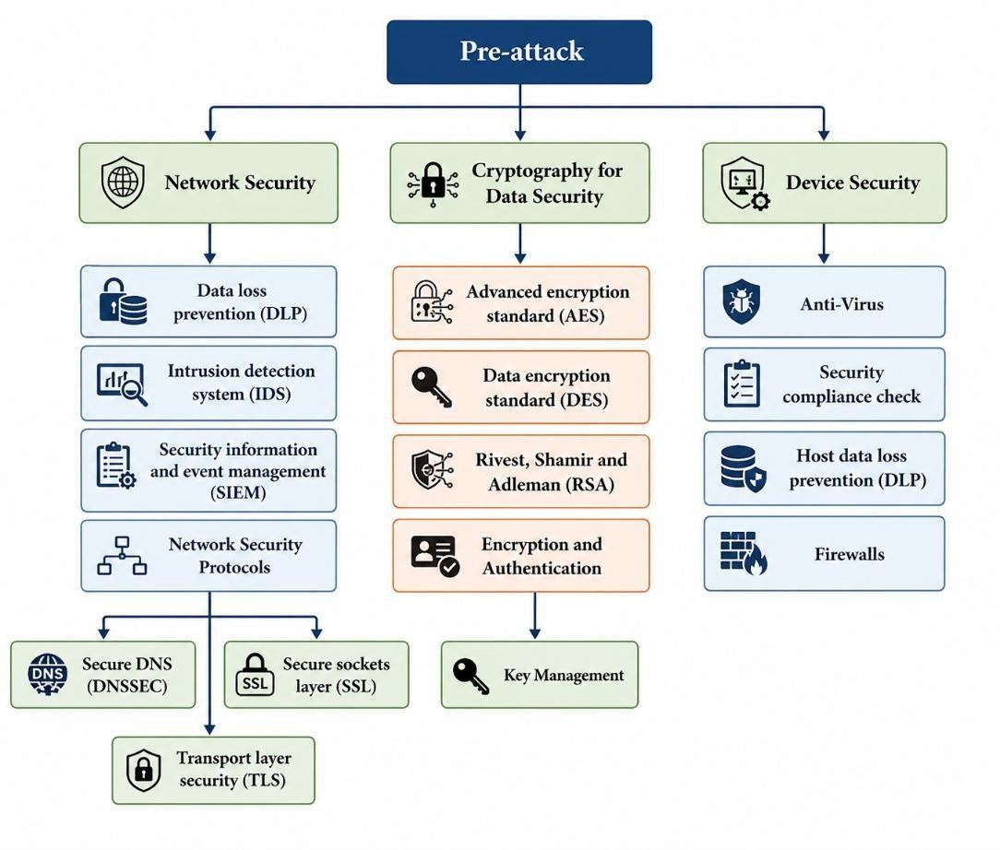 Pre-attack
Network Security
Cryptography for
Data Security
Device Security
Data loss
prevention (DLP)
Intrusion detection
system (IDS)
Security information
and event management
(SIEM)
Network Security
Protocols
Advanced encryption
standard (AES)
Data encryption
standard (DES)
Rivest, Shamir and
Adleman (RSA)
Encryption and
Authentication
Anti-Virus
Security
compliance check
Host data loss
prevention (DLP)
Firewalls
DNS
Secure DNS
(DNSSEC)
SSL
Secure sockets
layer (SSL)
Key Management
Transport layer
security (TLS)